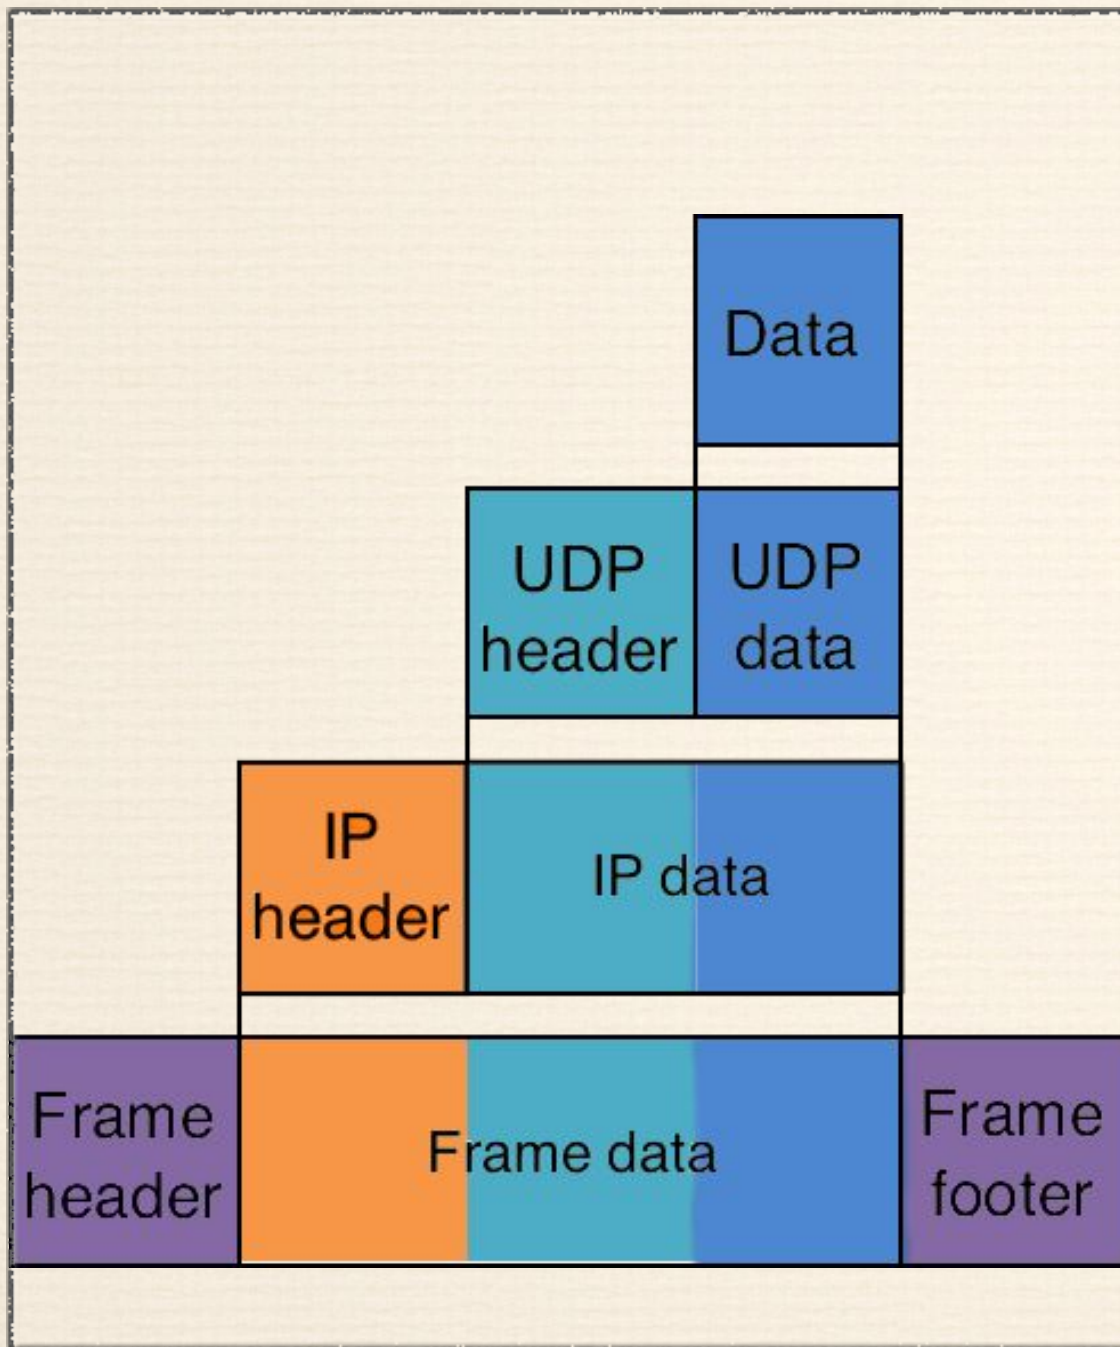 Data
UDP
header
UDP
data
IP
header
IP data
Frame
header
Frame data
Frame
footer